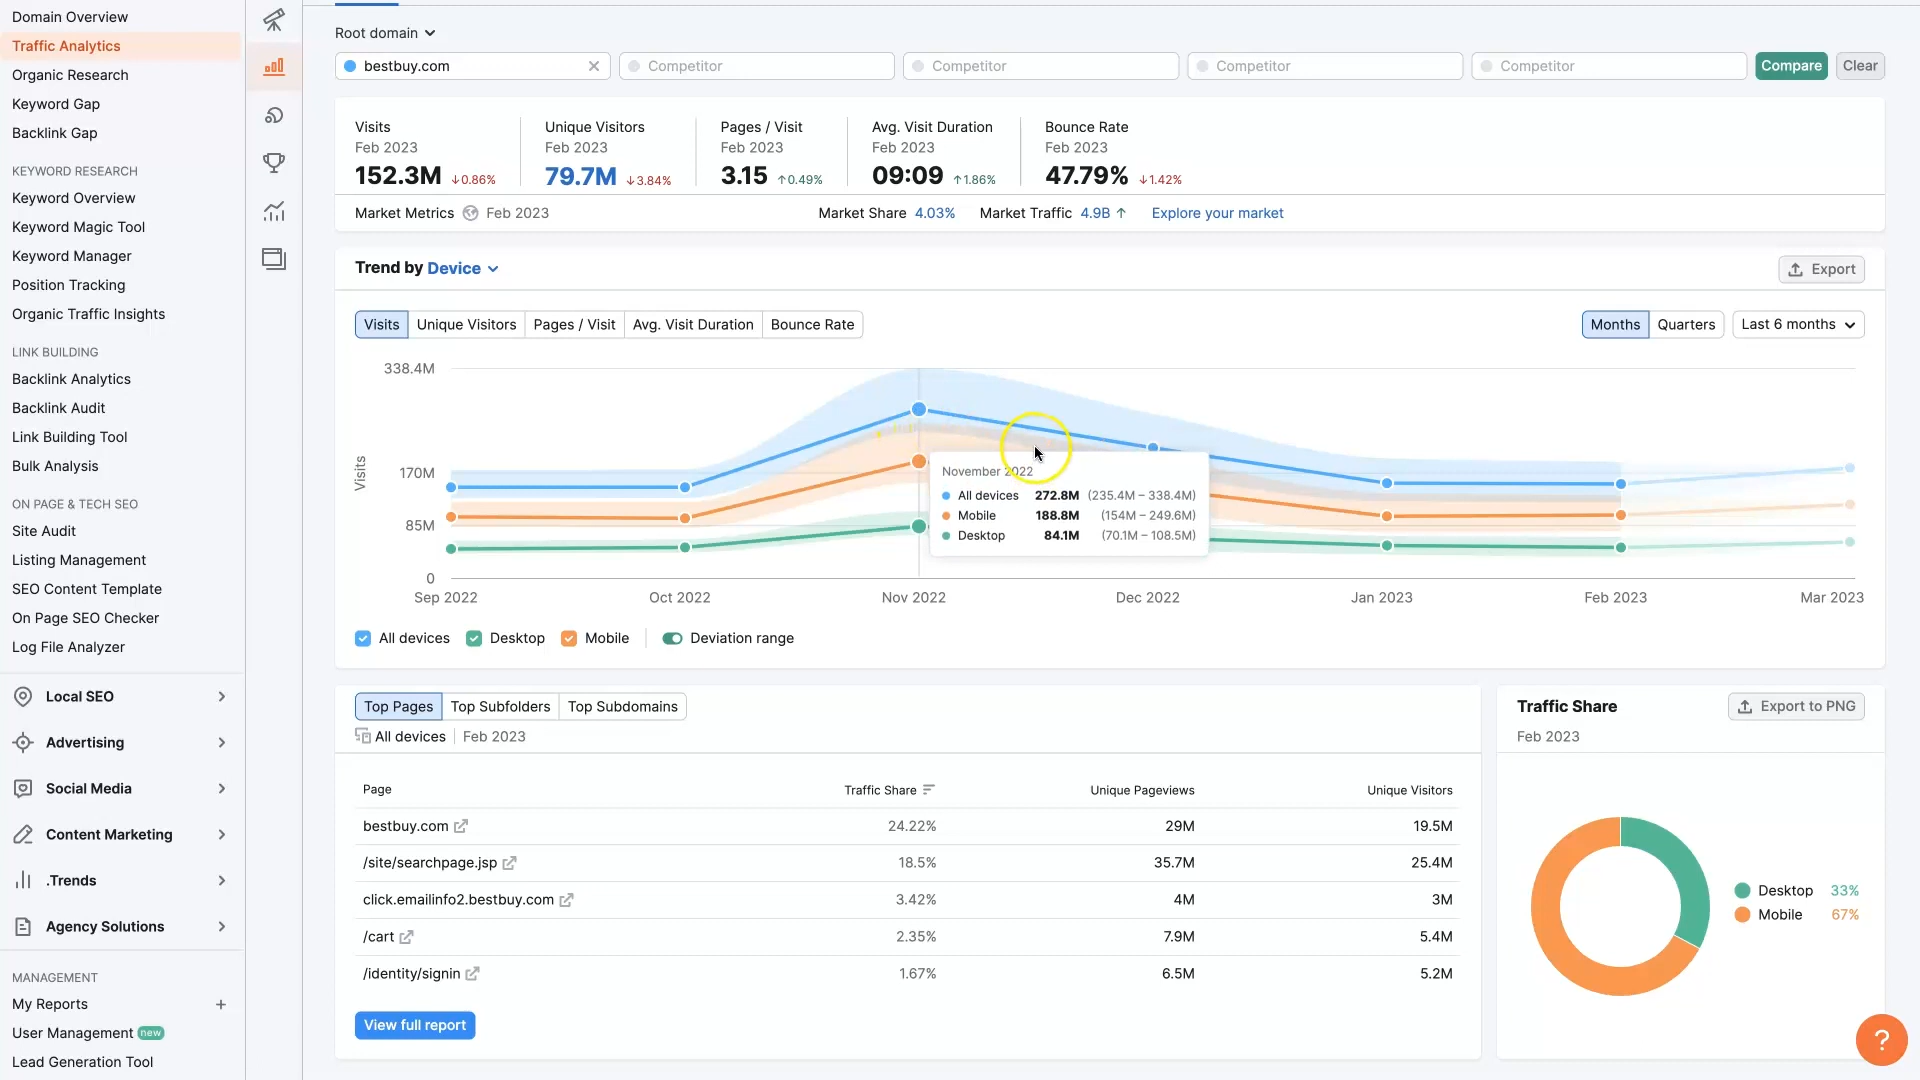 Domain Overview
Traffic Analytics
Organic Research
Keyword Gap
Backlink Gap
KEYWORD RESEARCH
Keyword Overview
Keyword Magic Tool
Keyword Manager
Position Tracking
Organic Traffic Insights
LINK BUILDING
Backlink Analytics
Backlink Audit
Link Building Tool
Bulk Analysis
ON PAGE & TECH SEO
Site Audit
Listing Management
SEO Content Template
On Page SEO Checker
Log File Analyzer
Local SEO
Advertising
Social Media
Content Marketing
.Trends
Agency Solutions
MANAGEMENT
My Reports +
User Management new
Lead Generation Tool
Root domain
bestbuy.com Competitor Competitor Competitor Competitor Compare Clear
Visits Unique Visitors Pages / Visit Avg. Visit Duration Bounce Rate
Feb 2023 Feb 2023 Feb 2023 Feb 2023 Feb 2023
152.3M ↓0.86% 79.7M ↓3.84% 3.15 ↑0.49% 09:09 ↑1.86% 47.79% ↓1.42%
Market Metrics Feb 2023 Market Share 4.03% Market Traffic 4.9B ↑ Explore your market
Trend by Device Export
Visits Unique Visitors Pages / Visit Avg. Visit Duration Bounce Rate Months Quarters Last 6 months
338.4M
170M
85M
0
Visits
November 2022
All devices 272.8M (235.4M – 338.4M)
Mobile 188.8M (154M – 249.6M)
Desktop 84.1M (70.1M – 108.5M)
Sep 2022 Oct 2022 Nov 2022 Dec 2022 Jan 2023 Feb 2023 Mar 2023
All devices Desktop Mobile Deviation range
Top Pages Top Subfolders Top Subdomains
All devices Feb 2023
Page Traffic Share Unique Pageviews Unique Visitors
bestbuy.com 24.22% 29M 19.5M
/site/searchpage.jsp 18.5% 35.7M 25.4M
click.emailinfo2.bestbuy.com 3.42% 4M 3M
/cart 2.35% 7.9M 5.4M
/identity/signin 1.67% 6.5M 5.2M
View full report
Traffic Share Export to PNG
Feb 2023
Desktop 33%
Mobile 67%
?